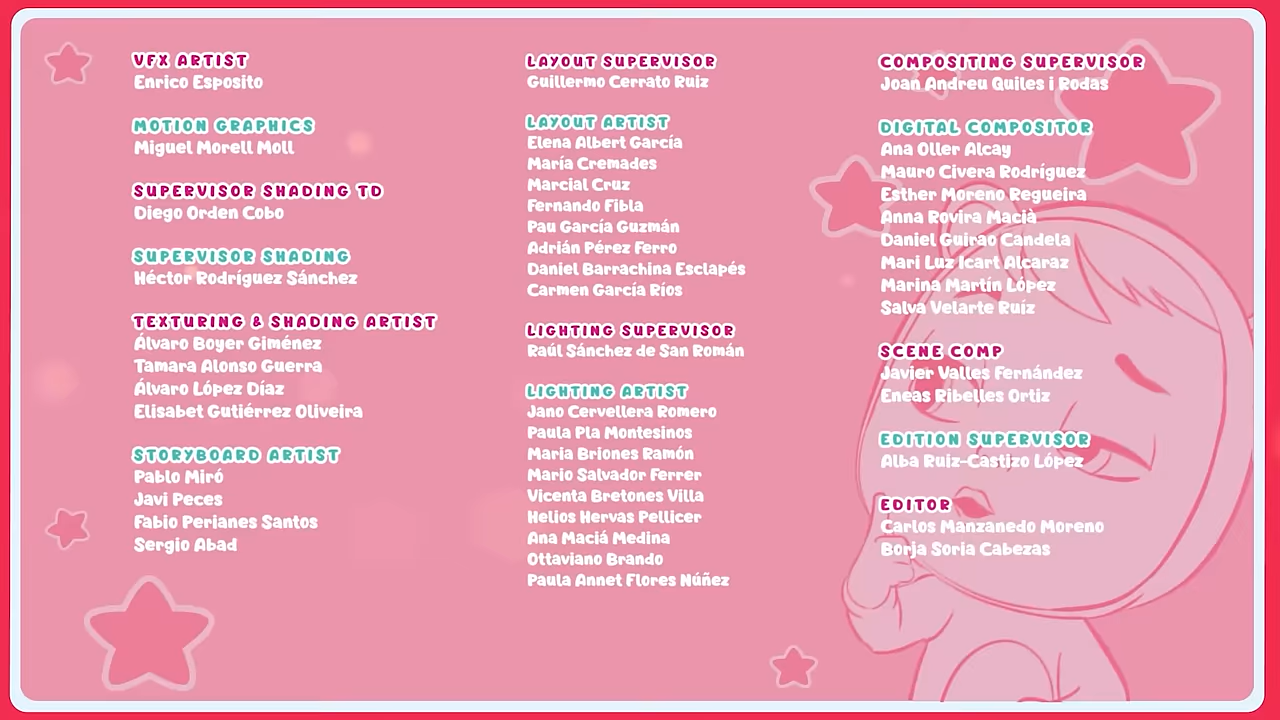 VFX ARTIST
Enrico Esposito
MOTION GRAPHICS
Miguel Morell Moll
SUPERVISOR SHADING TD
Diego Orden Cobo
SUPERVISOR SHADING
Héctor Rodríguez Sánchez
TEXTURING & SHADING ARTIST
Álvaro Boyer Giménez
Tamara Alonso Guerra
Álvaro López Díaz
Elisabet Gutiérrez Oliveira
STORYBOARD ARTIST
Pablo Miró
Javi Peces
Fabio Perianes Santos
Sergio Abad
LAYOUT SUPERVISOR
Guillermo Cerrato Ruiz
LAYOUT ARTIST
Elena Albert García
María Cremades
Marcial Cruz
Fernando Fibla
Pau García Guzmán
Adrián Pérez Ferro
Daniel Barrachina Esclapés
Carmen García Ríos
LIGHTING SUPERVISOR
Raúl Sánchez de San Román
LIGHTING ARTIST
Jano Cervellera Romero
Paula Pla Montesinos
Maria Briones Ramón
Mario Salvador Ferrer
Vicenta Bretones Villa
Helios Hervas Pellicer
Ana Maciá Medina
Ottaviano Brando
Paula Annet Flores Núñez
COMPOSITING SUPERVISOR
Joan Andreu Quiles i Rodas
DIGITAL COMPOSITOR
Ana Oller Alcay
Mauro Civera Rodríguez
Esther Moreno Regueira
Anna Rovira Macià
Daniel Guirao Candela
Mari Luz Icart Alcaraz
Marina Martín López
Salva Velarte Ruíz
SCENE COMP
Javier Valles Fernández
Eneas Ribelles Ortiz
EDITION SUPERVISOR
Alba Ruiz-Castizo López
EDITOR
Carlos Manzanedo Moreno
Borja Soria Cabezas